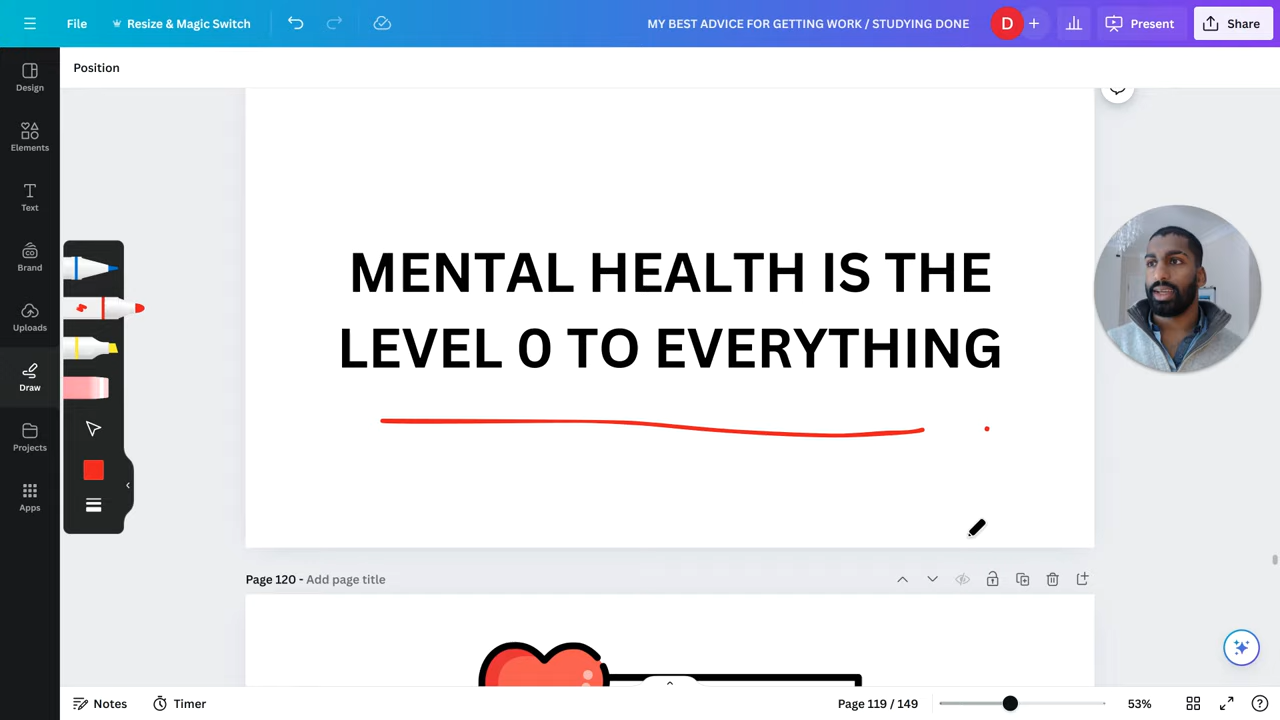 File
Resize & Magic Switch
MY BEST ADVICE FOR GETTING WORK / STUDYING DONE
D
Present
Share
Position
Design
Elements
Text
Brand
Uploads
Draw
Projects
Apps
MENTAL HEALTH IS THE
LEVEL 0 TO EVERYTHING
Page 120 - Add page title
Notes
Timer
Page 119 / 149
53%